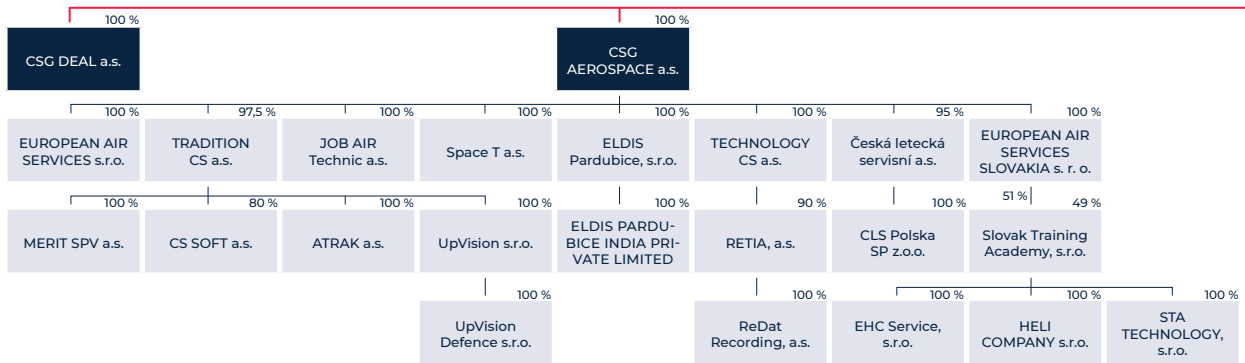 100 %
100 %
CSG DEAL a.s.
CSG
AEROSPACE a.s.
100 %
97,5 %
100 %
100 %
100 %
100 %
95 %
100 %
EUROPEAN AIR
SERVICES s.r.o.
TRADITION
CS a.s.
JOB AIR
Technic a.s.
Space T a.s.
ELDIS
Pardubice, s.r.o.
TECHNOLOGY
CS a.s.
Česká letecká
servisní a.s.
EUROPEAN AIR
SERVICES
SLOVAKIA s. r. o.
100 %
80 %
100 %
100 %
100 %
90 %
100 %
51 %
49 %
MERIT SPV a.s.
CS SOFT a.s.
ATRAK a.s.
UpVision s.r.o.
ELDIS PARDU-
BICE INDIA PRI-
VATE LIMITED
RETIA, a.s.
CLS Polska
SP z.o.o.
Slovak Training
Academy, s.r.o.
100 %
100 %
100 %
100 %
100 %
UpVision
Defence s.r.o.
ReDat
Recording, a.s.
EHC Service,
s.r.o.
HELI
COMPANY s.r.o.
STA
TECHNOLOGY,
s.r.o.